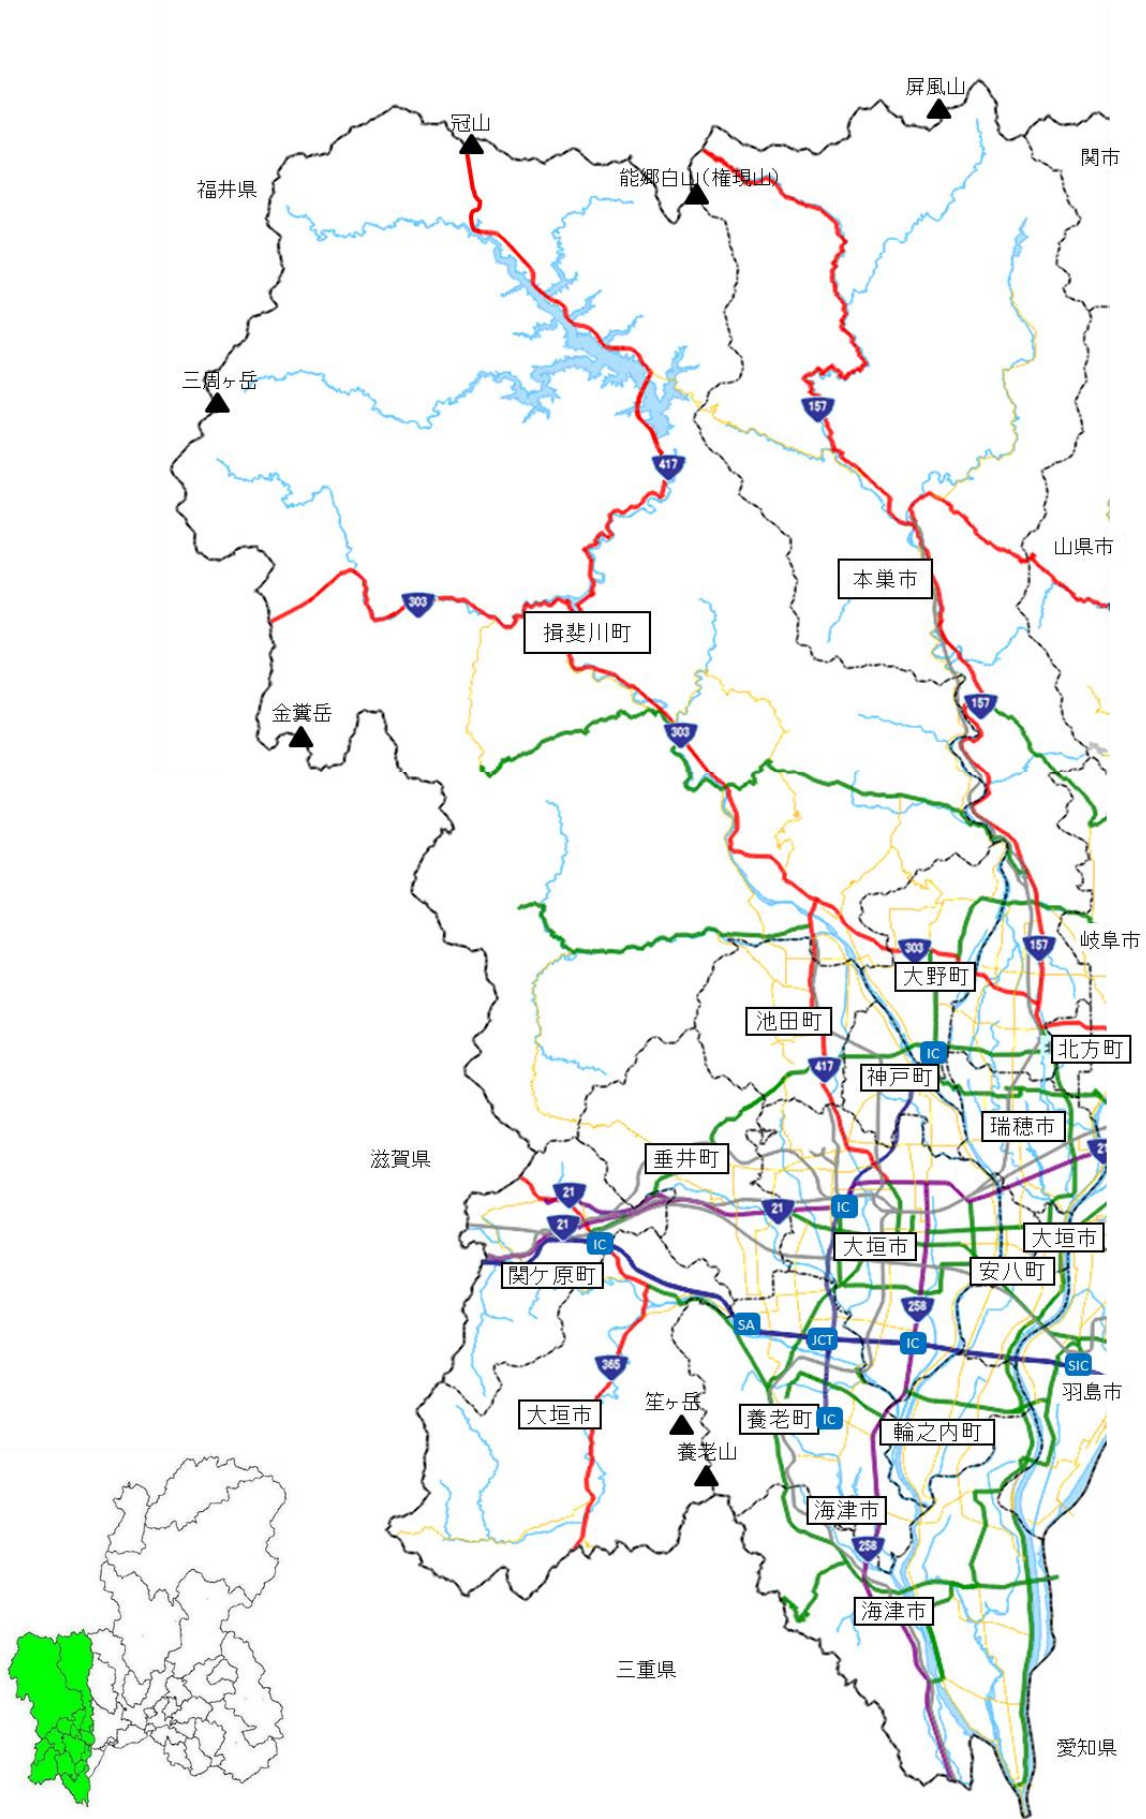 屏風山
冠山
関市
能郷白山(権現山)
福井県
三周ヶ岳
157
417
山県市
本巣市
303
揖斐川町
157
金糞岳
303
岐阜市
303
157
大野町
池田町
北方町
IC
417
神戸町
瑞穂市
21
滋賀県
垂井町
21
21
IC
21
大垣市
大垣市
IC
関ケ原町
安八町
258
SA
JCT
IC
SIC
365
羽島市
笙ヶ岳
大垣市
養老町
IC
輪之内町
養老山
海津市
258
海津市
三重県
愛知県